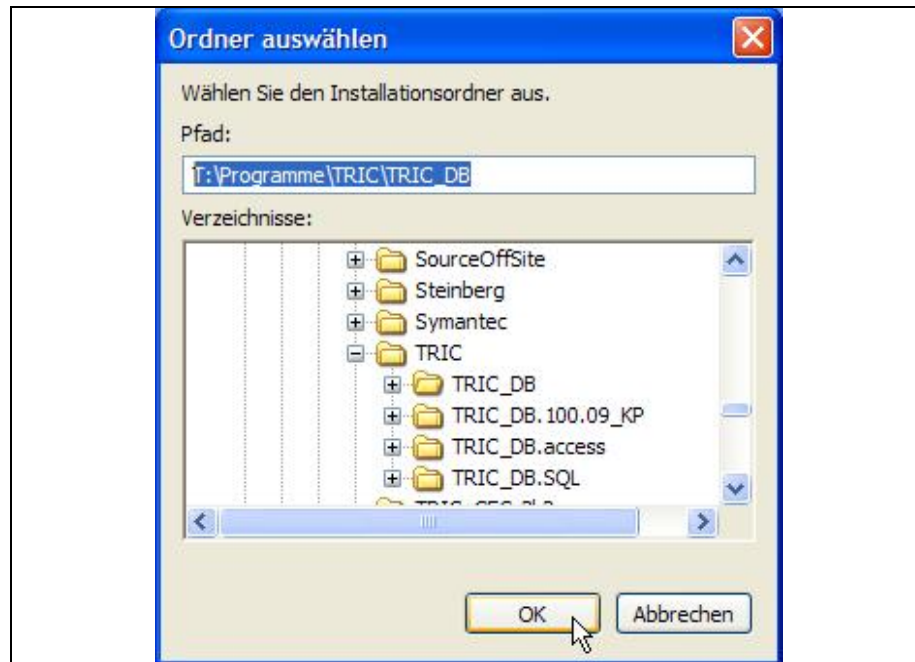 Ordner auswählen
Wählen Sie den Installationsordner aus.
Pfad:
T:\Programme\TRIC\TRIC_DB
Verzeichnisse:
SourceOffSite
Steinberg
Symantec
TRIC
TRIC_DB
TRIC_DB.100.09_KP
TRIC_DB.access
TRIC_DB.SQL
OK Abbrechen